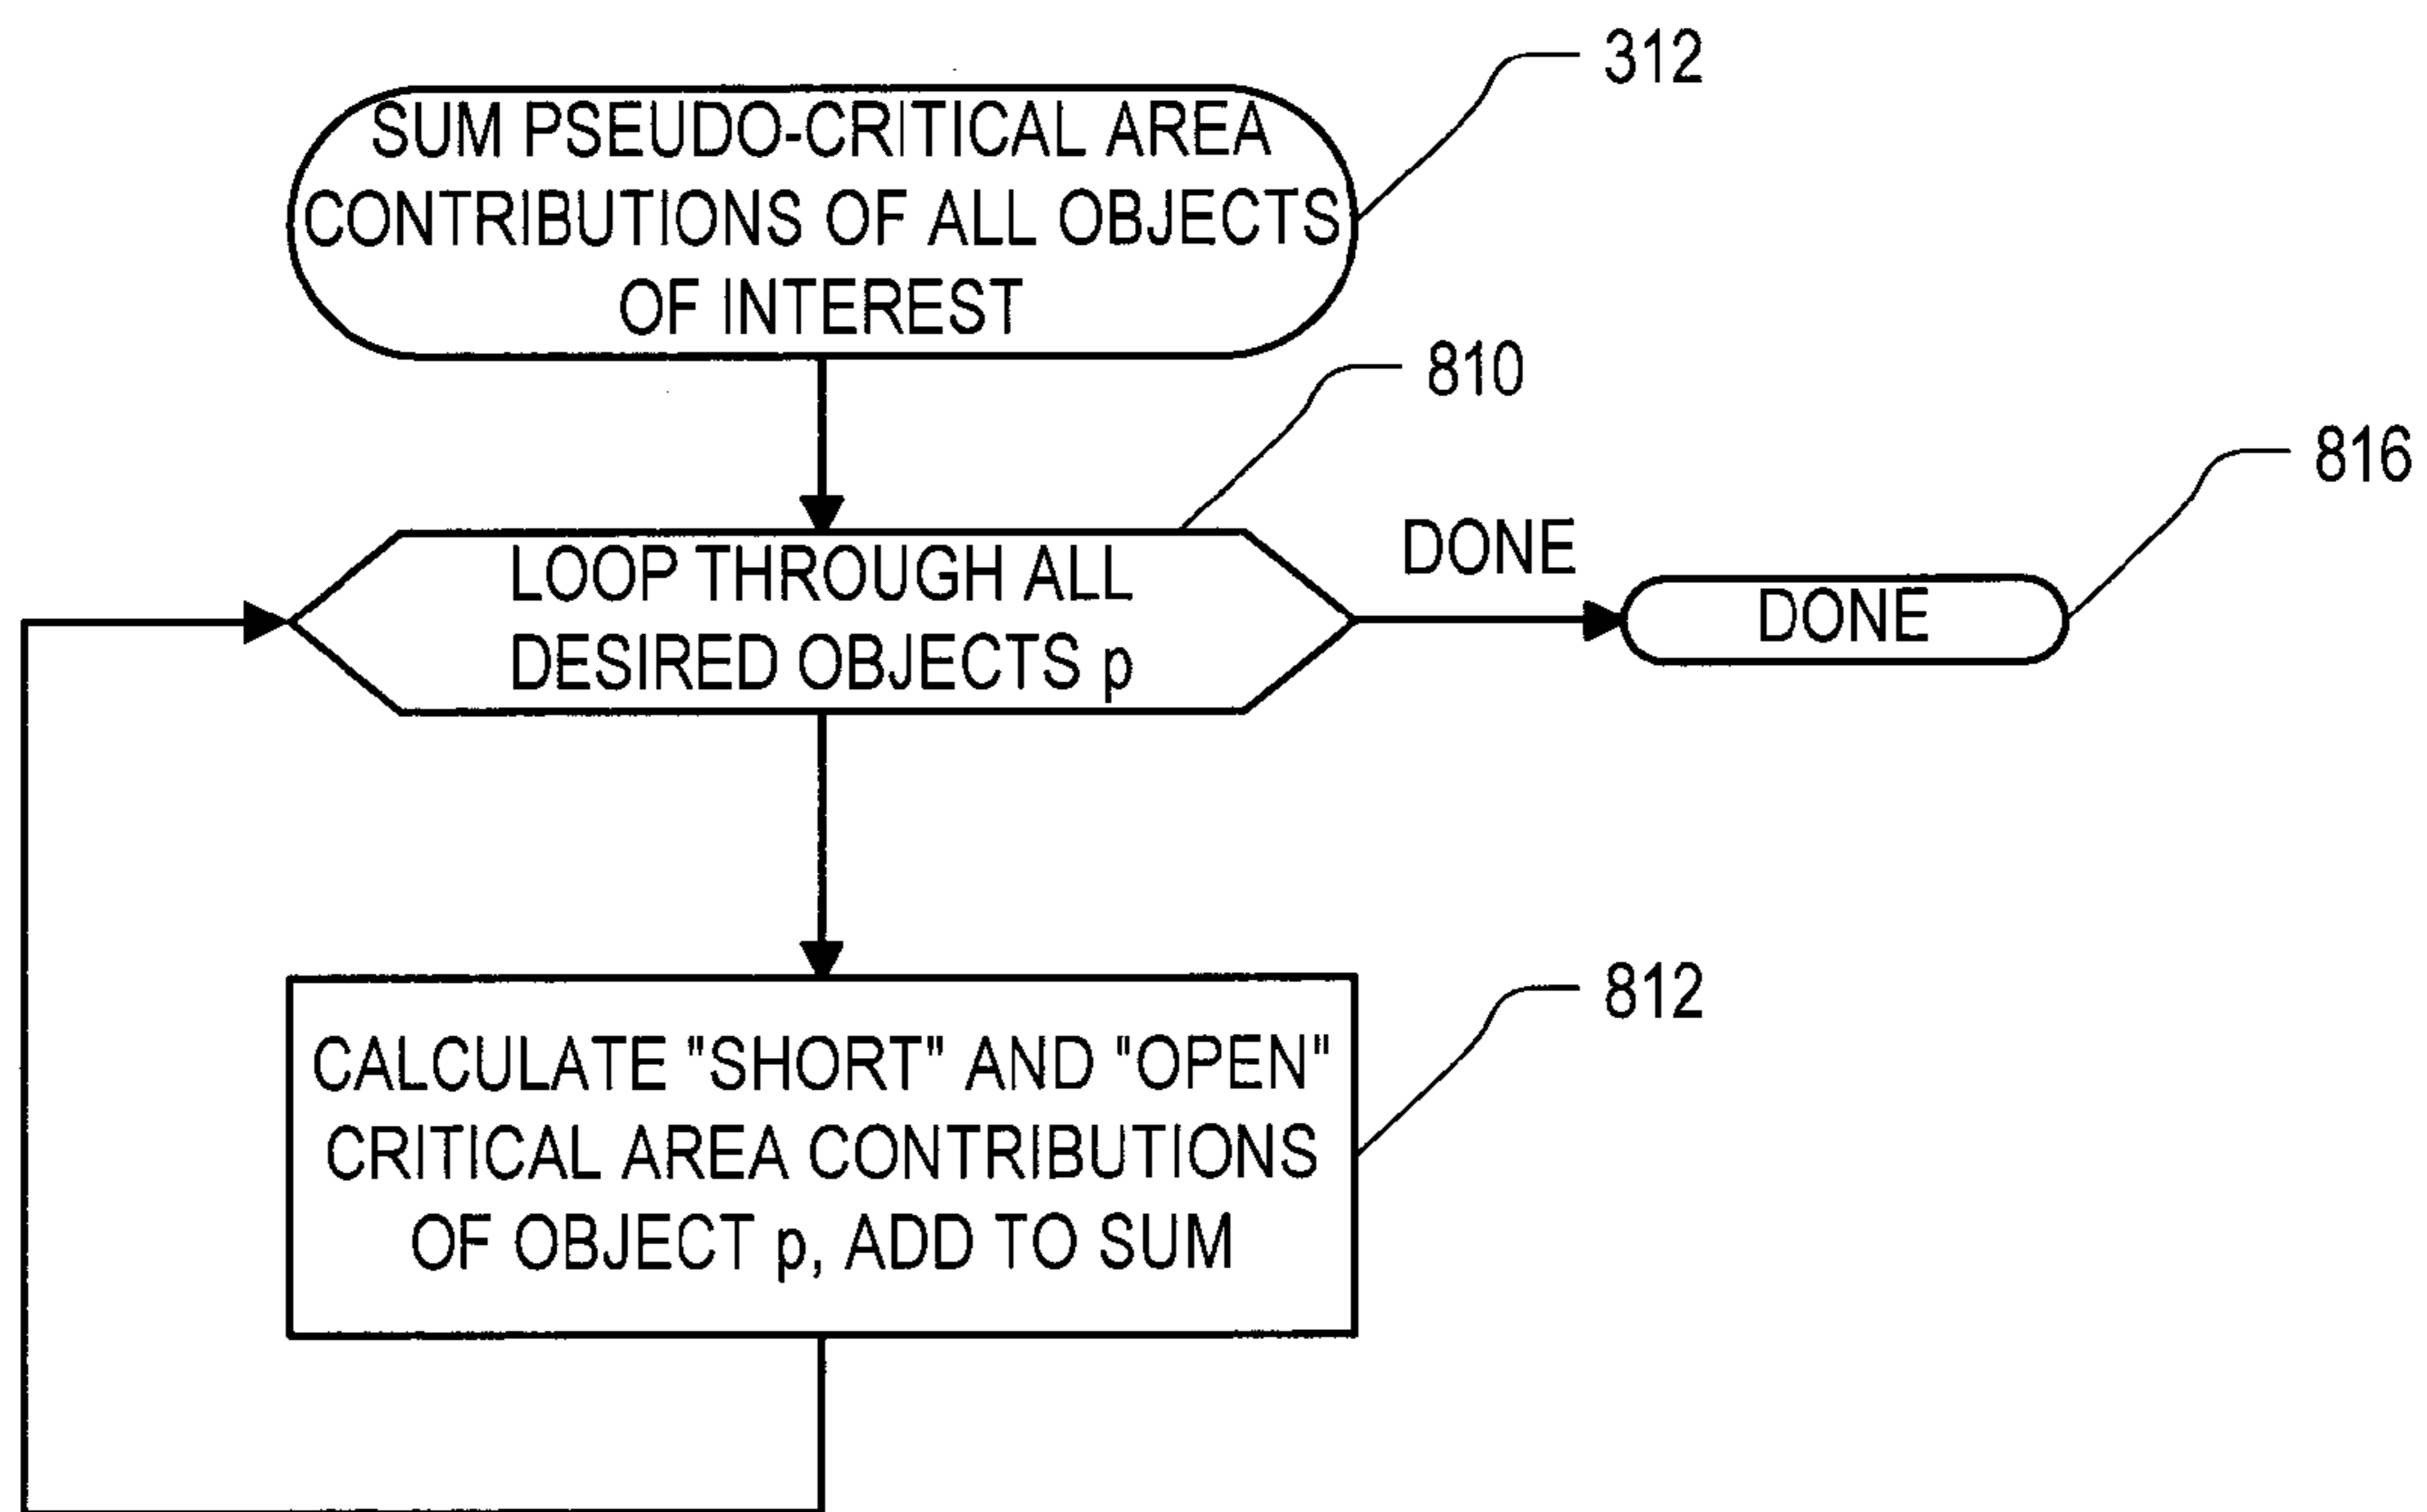 312
SUM PSEUDO-CRITICAL AREA
CONTRIBUTIONS OF ALL OBJECTS
OF INTEREST
810
LOOP THROUGH ALL
DESIRED OBJECTS p
DONE
816
DONE
812
CALCULATE "SHORT" AND "OPEN"
CRITICAL AREA CONTRIBUTIONS
OF OBJECT p, ADD TO SUM